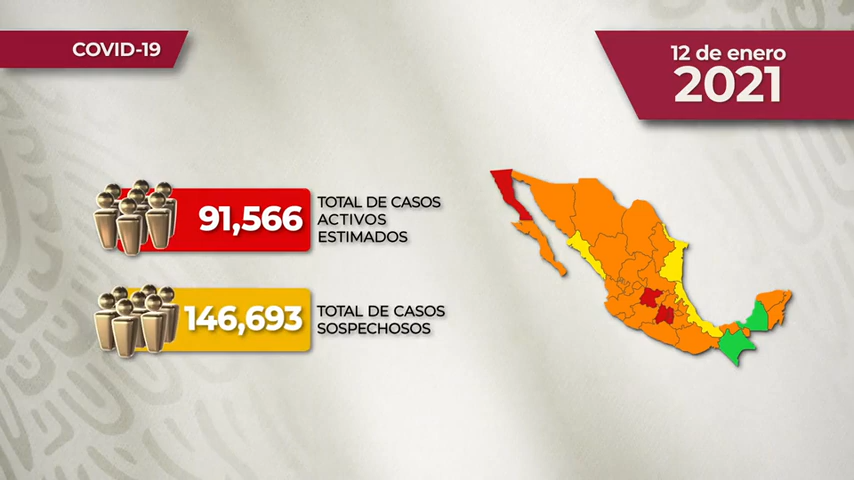 COVID-19
12 de enero
2021
91,566
TOTAL DE CASOS
ACTIVOS
ESTIMADOS
146,693
TOTAL DE CASOS
SOSPECHOSOS